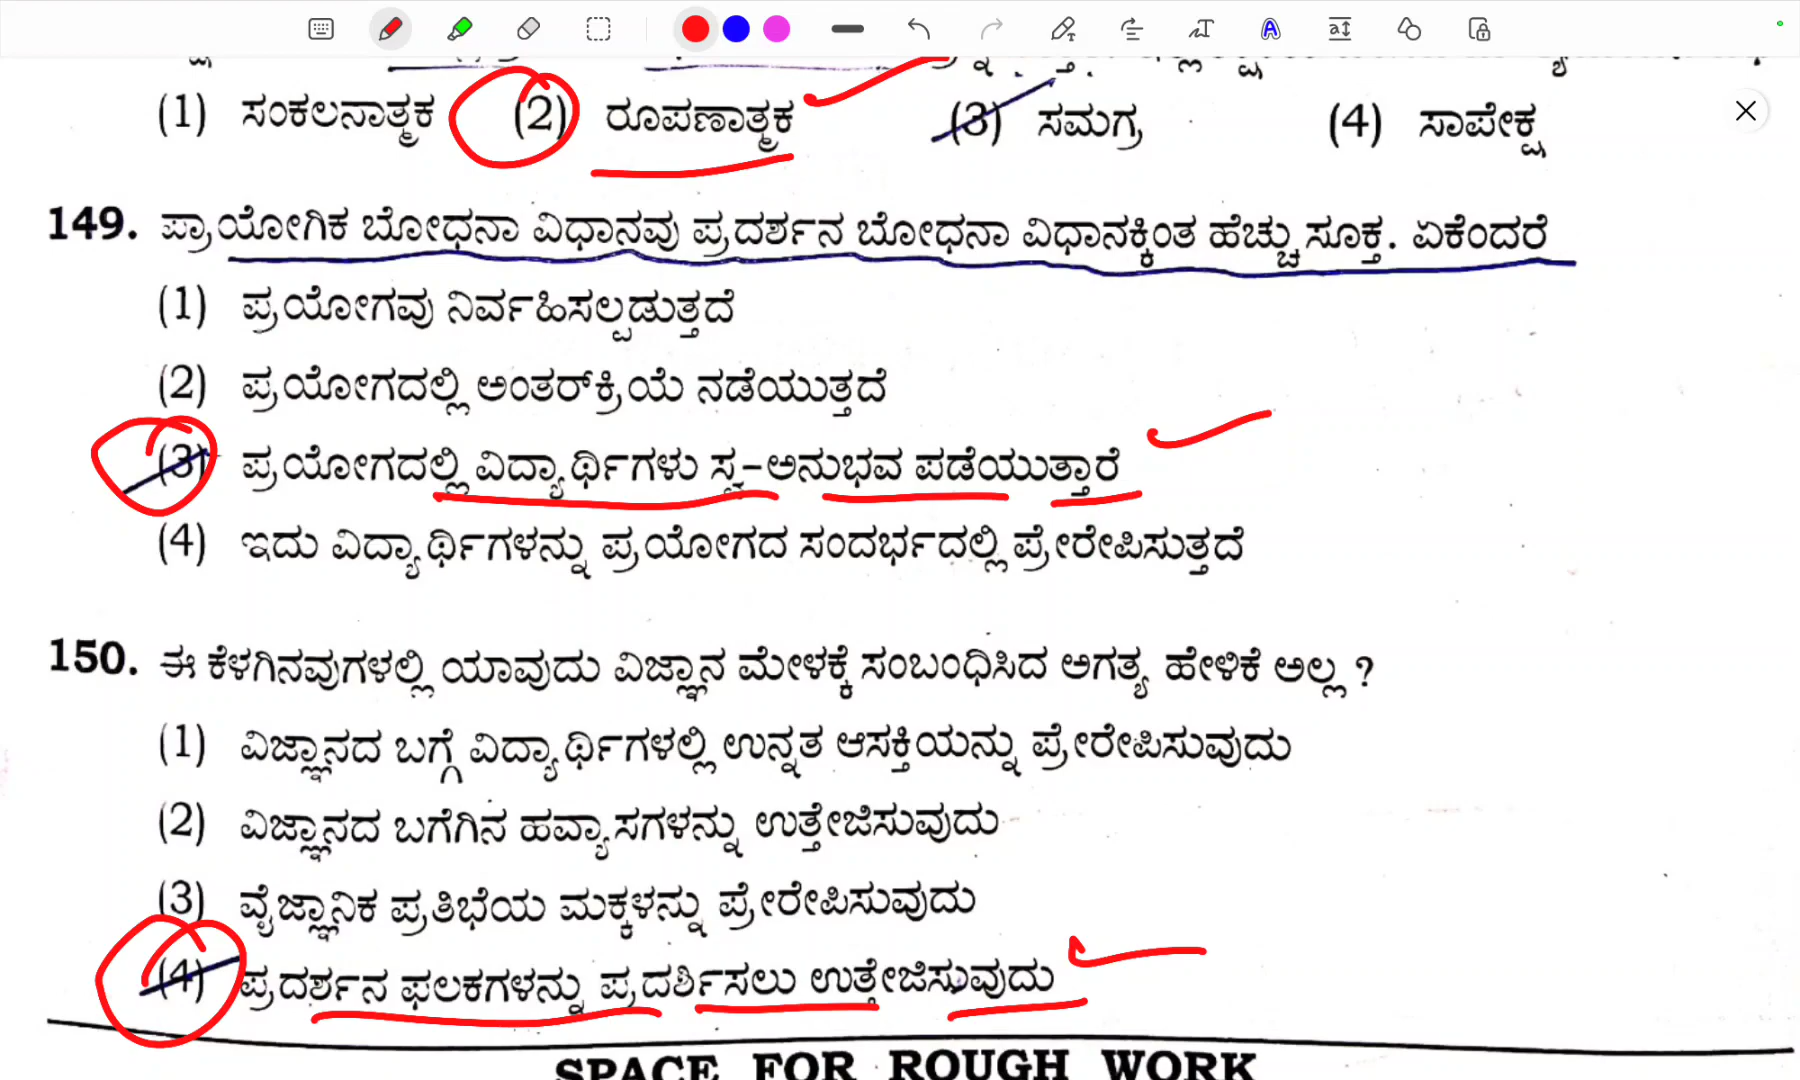 (1) ಸಂಕಲನಾತ್ಮಕ (2) ರೂಪಣಾತ್ಮಕ (3) ಸಮಗ್ರ (4) ಸಾಪೇಕ್ಷ
149. ಪ್ರಾಯೋಗಿಕ ಬೋಧನಾ ವಿಧಾನವು ಪ್ರದರ್ಶನ ಬೋಧನಾ ವಿಧಾನಕ್ಕಿಂತ ಹೆಚ್ಚು ಸೂಕ್ತ. ಏಕೆಂದರೆ
(1) ಪ್ರಯೋಗವು ನಿರ್ವಹಿಸಲ್ಪಡುತ್ತದೆ
(2) ಪ್ರಯೋಗದಲ್ಲಿ ಅಂತರ್‌ಕ್ರಿಯೆ ನಡೆಯುತ್ತದೆ
(3) ಪ್ರಯೋಗದಲ್ಲಿ ವಿದ್ಯಾರ್ಥಿಗಳು ಸ್ವ-ಅನುಭವ ಪಡೆಯುತ್ತಾರೆ
(4) ಇದು ವಿದ್ಯಾರ್ಥಿಗಳನ್ನು ಪ್ರಯೋಗದ ಸಂದರ್ಭದಲ್ಲಿ ಪ್ರೇರೇಪಿಸುತ್ತದೆ
150. ಈ ಕೆಳಗಿನವುಗಳಲ್ಲಿ ಯಾವುದು ವಿಜ್ಞಾನ ಮೇಳಕ್ಕೆ ಸಂಬಂಧಿಸಿದ ಅಗತ್ಯ ಹೇಳಿಕೆ ಅಲ್ಲ ?
(1) ವಿಜ್ಞಾನದ ಬಗ್ಗೆ ವಿದ್ಯಾರ್ಥಿಗಳಲ್ಲಿ ಉನ್ನತ ಆಸಕ್ತಿಯನ್ನು ಪ್ರೇರೇಪಿಸುವುದು
(2) ವಿಜ್ಞಾನದ ಬಗೆಗಿನ ಹವ್ಯಾಸಗಳನ್ನು ಉತ್ತೇಜಿಸುವುದು
(3) ವೈಜ್ಞಾನಿಕ ಪ್ರತಿಭೆಯ ಮಕ್ಕಳನ್ನು ಪ್ರೇರೇಪಿಸುವುದು
(4) ಪ್ರದರ್ಶನ ಫಲಕಗಳನ್ನು ಪ್ರದರ್ಶಿಸಲು ಉತ್ತೇಜಿಸುವುದು
SPACE FOR ROUGH WORK